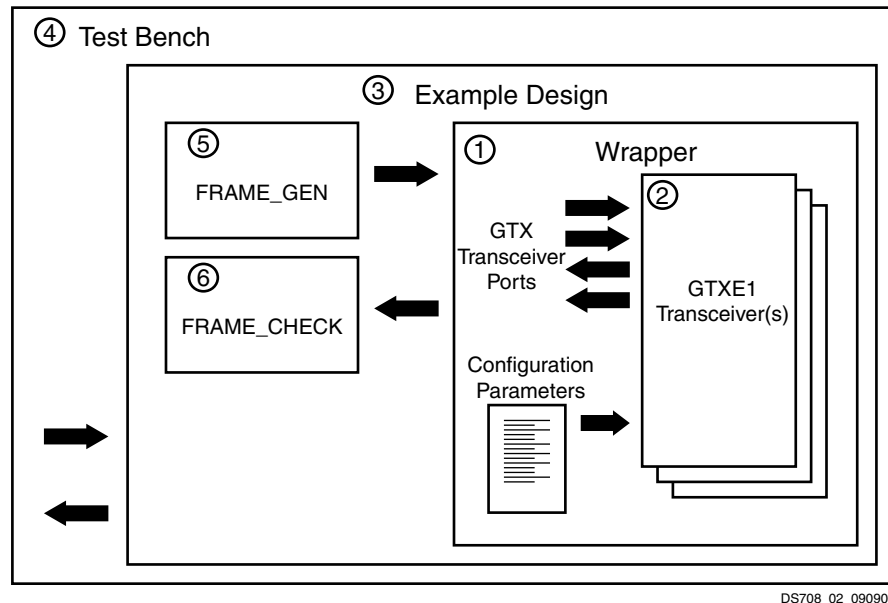 ④ Test Bench
③ Example Design
⑤
FRAME_GEN
① Wrapper
②
GTX
Transceiver
Ports
GTXE1
Transceiver(s)
⑥
FRAME_CHECK
Configuration
Parameters
DS708_02_09090